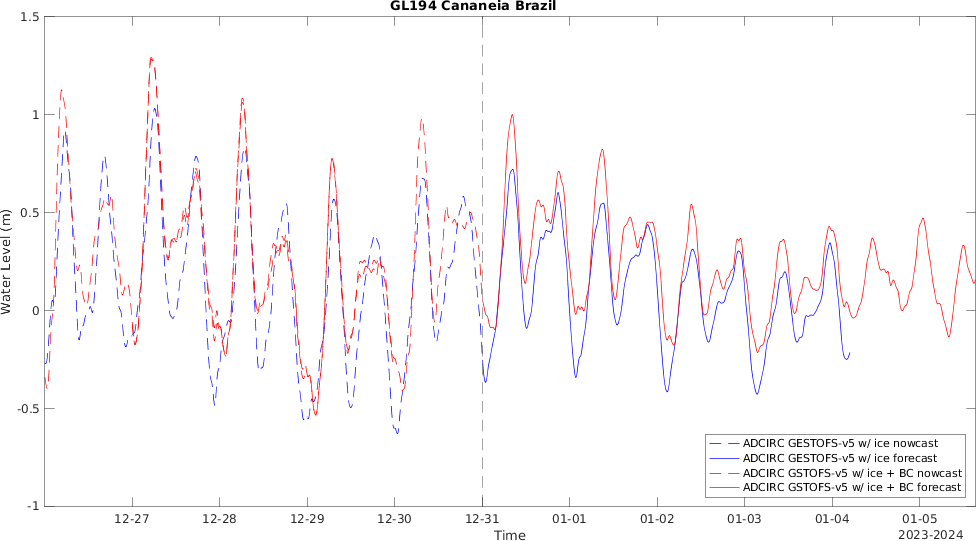 GL194 Cananeia Brazil
1.5
1
0.5
0
-0.5
-1
Water Level (m)
12-27 12-28 12-29 12-30 12-31 01-01 01-02 01-03 01-04 01-05
Time
2023-2024
ADCIRC GESTOFS-v5 w/ ice nowcast
ADCIRC GESTOFS-v5 w/ ice forecast
ADCIRC GSTOFS-v5 w/ ice + BC nowcast
ADCIRC GSTOFS-v5 w/ ice + BC forecast